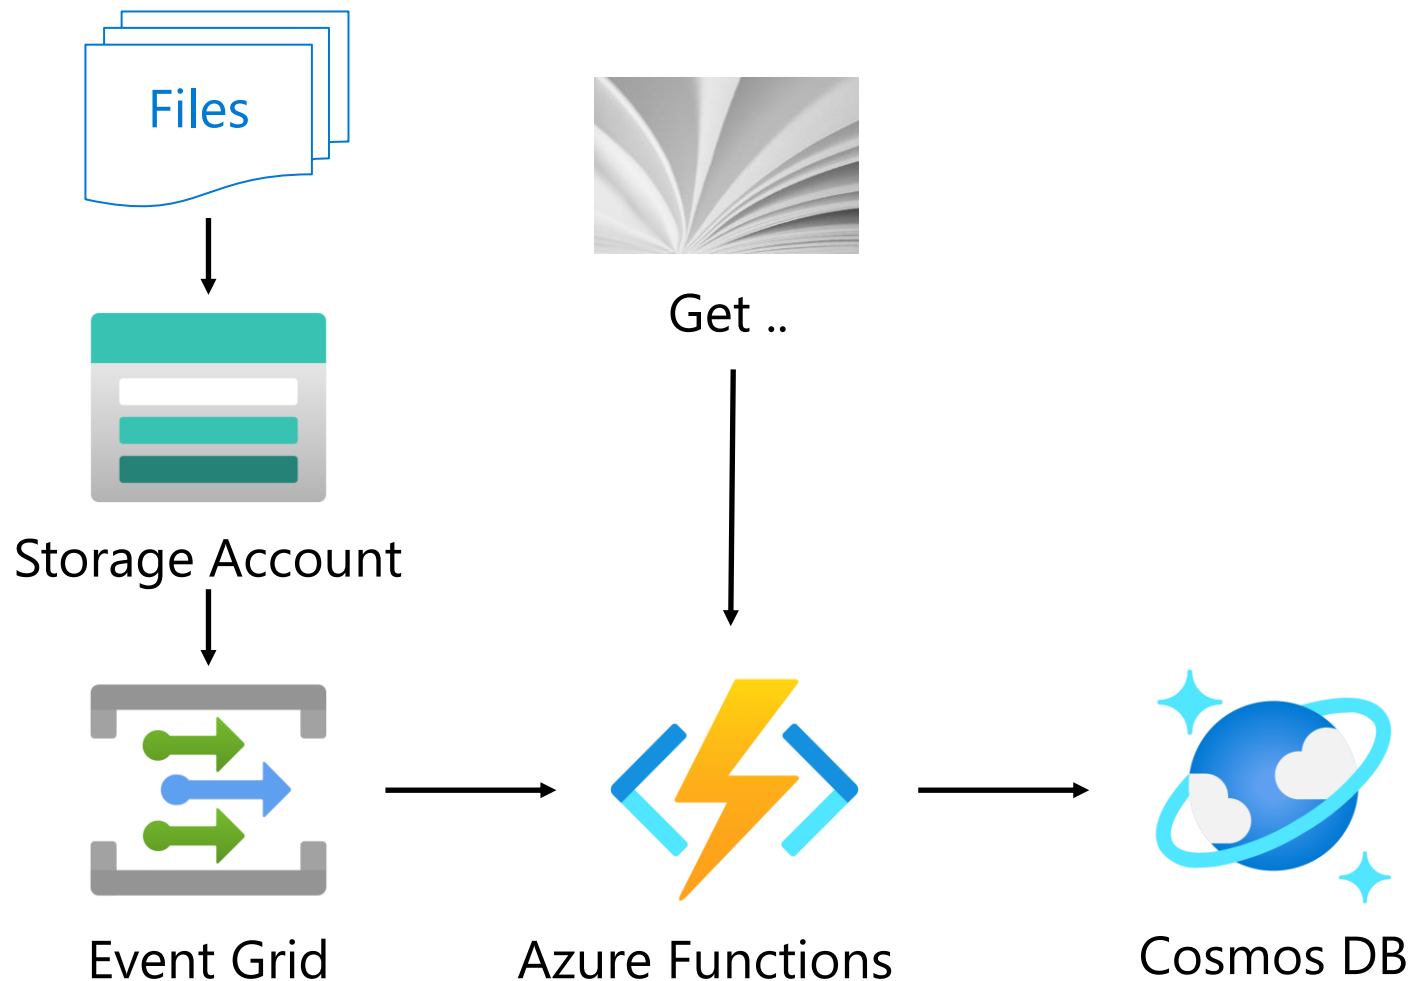 Files
Get ..
Storage Account
Event Grid
Azure Functions
Cosmos DB